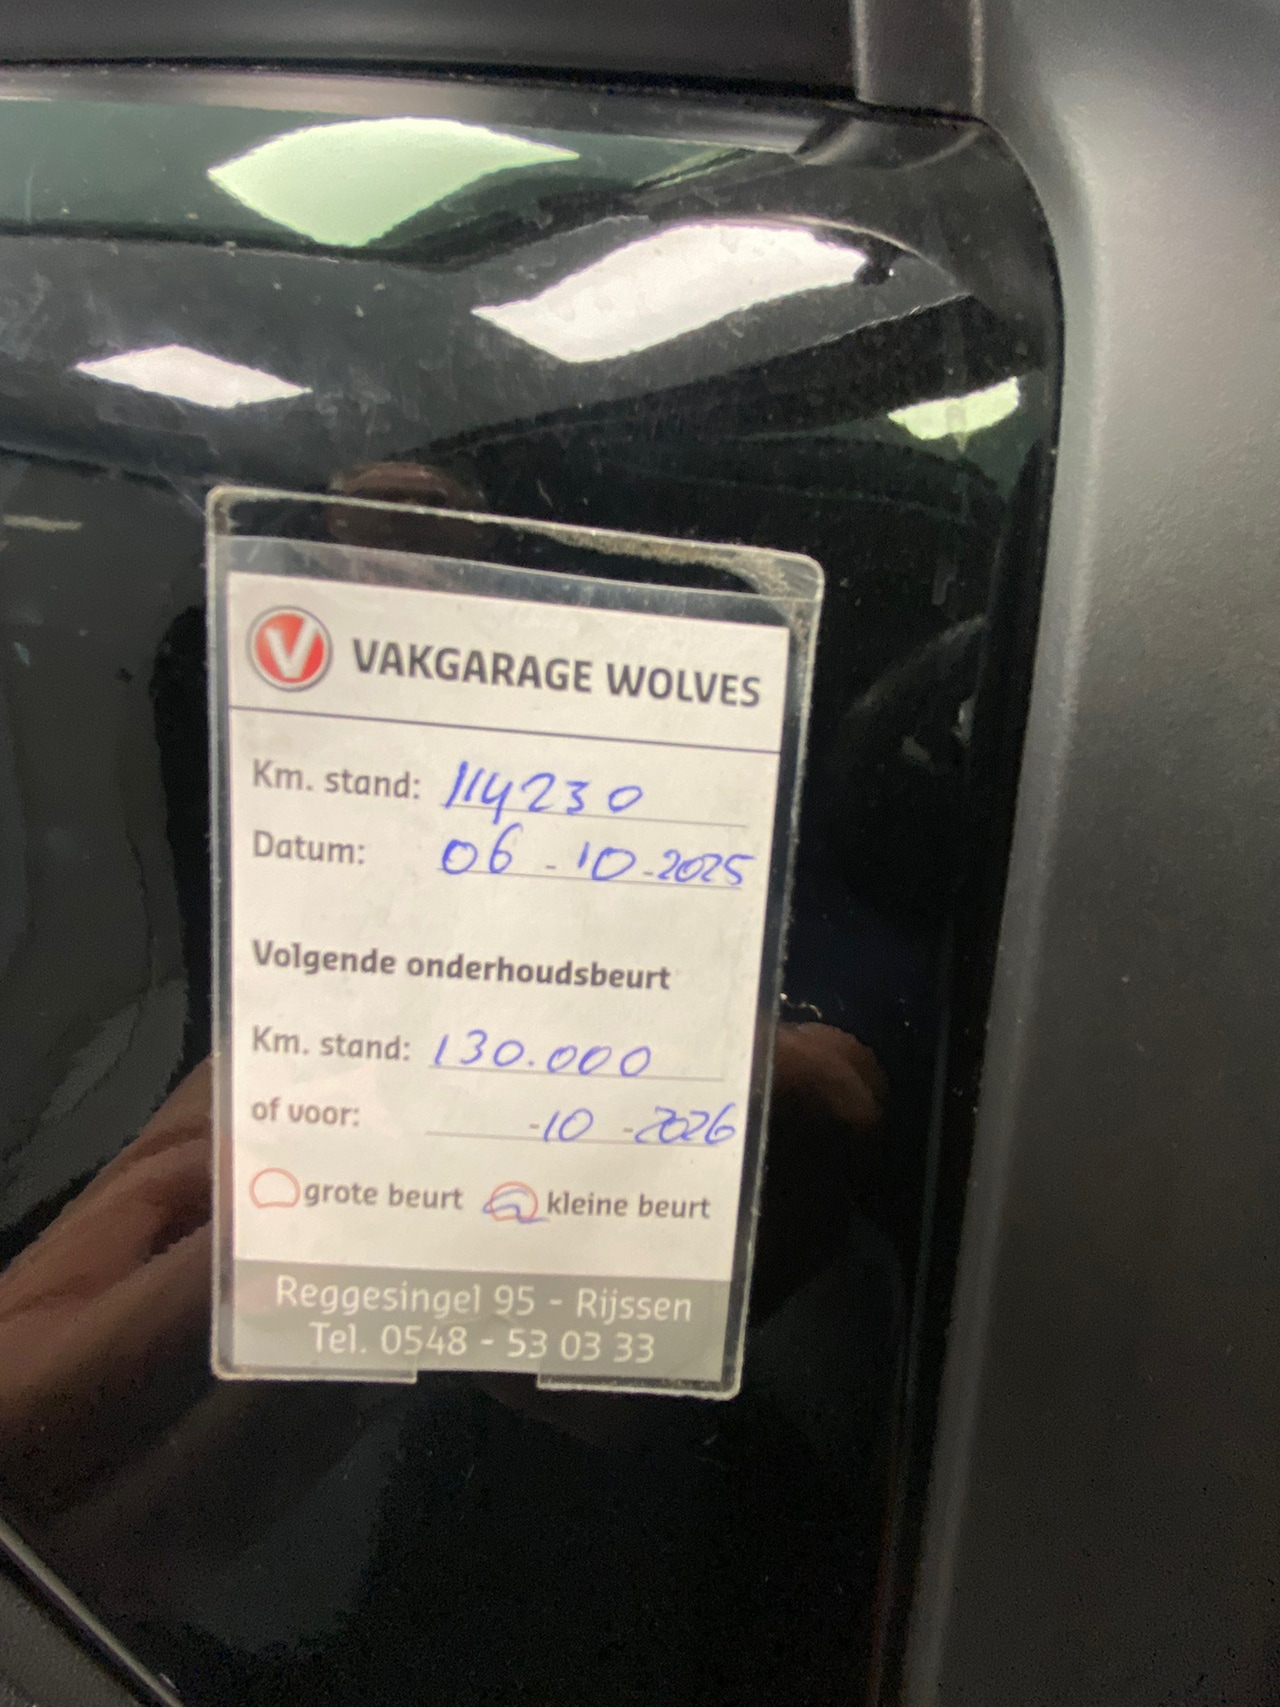 V VAKGARAGE WOLVES
Km. stand: 114230
Datum: 06 - 10 - 2025
Volgende onderhoudsbeurt
Km. stand: 130.000
of voor: -10 -2026
grote beurt kleine beurt
Reggesingel 95 - Rijssen
Tel. 0548 - 53 03 33